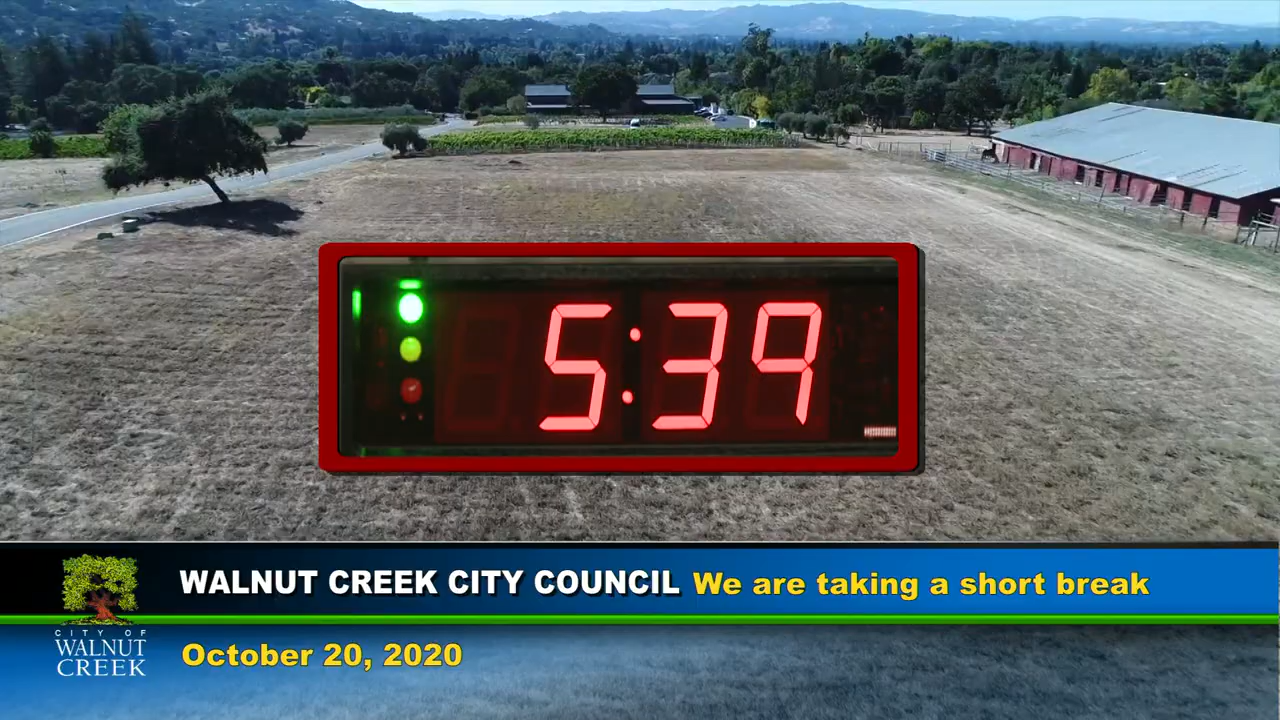 5:39
WALNUT CREEK CITY COUNCIL We are taking a short break
CITY OF
WALNUT
CREEK
October 20, 2020